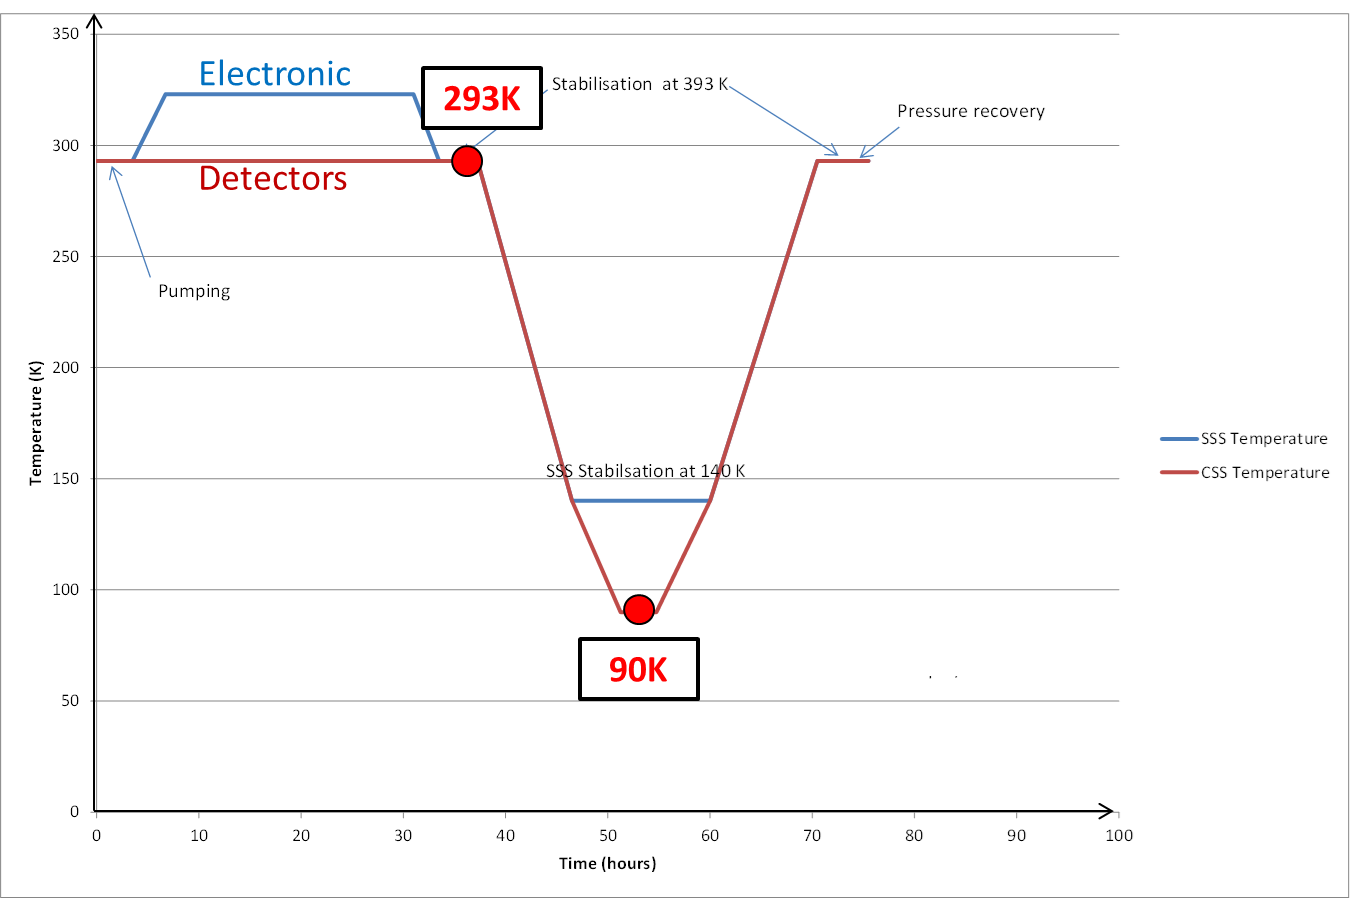 350
300
250
200
150
100
50
0
0 10 20 30 40 50 60 70 80 90 100
Temperature (K)
Time (hours)
Electronic
Detectors
293K
Stabilisation at 393 K
Pressure recovery
Pumping
SSS Stabilsation at 140 K
90K
SSS Temperature
CSS Temperature